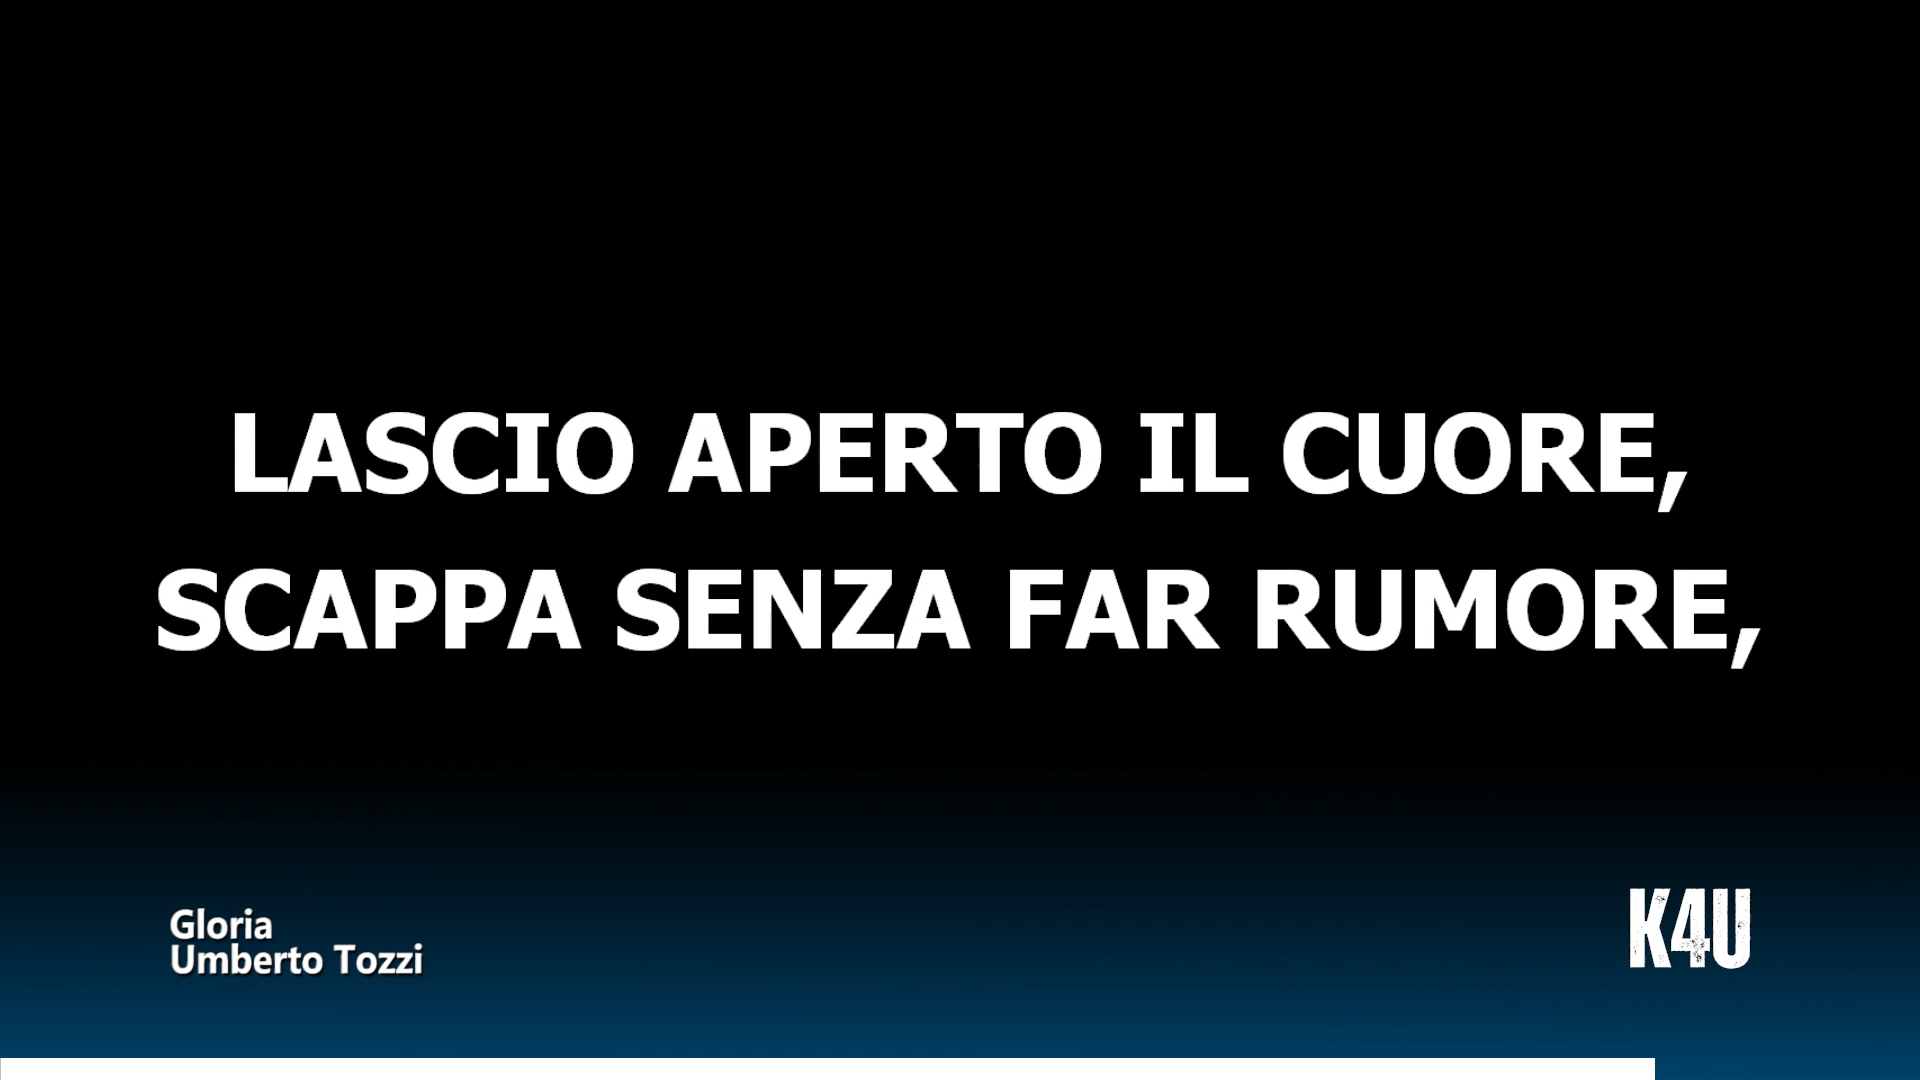 LASCIO APERTO IL CUORE,
SCAPPA SENZA FAR RUMORE,
Gloria
Umberto Tozzi
K4U